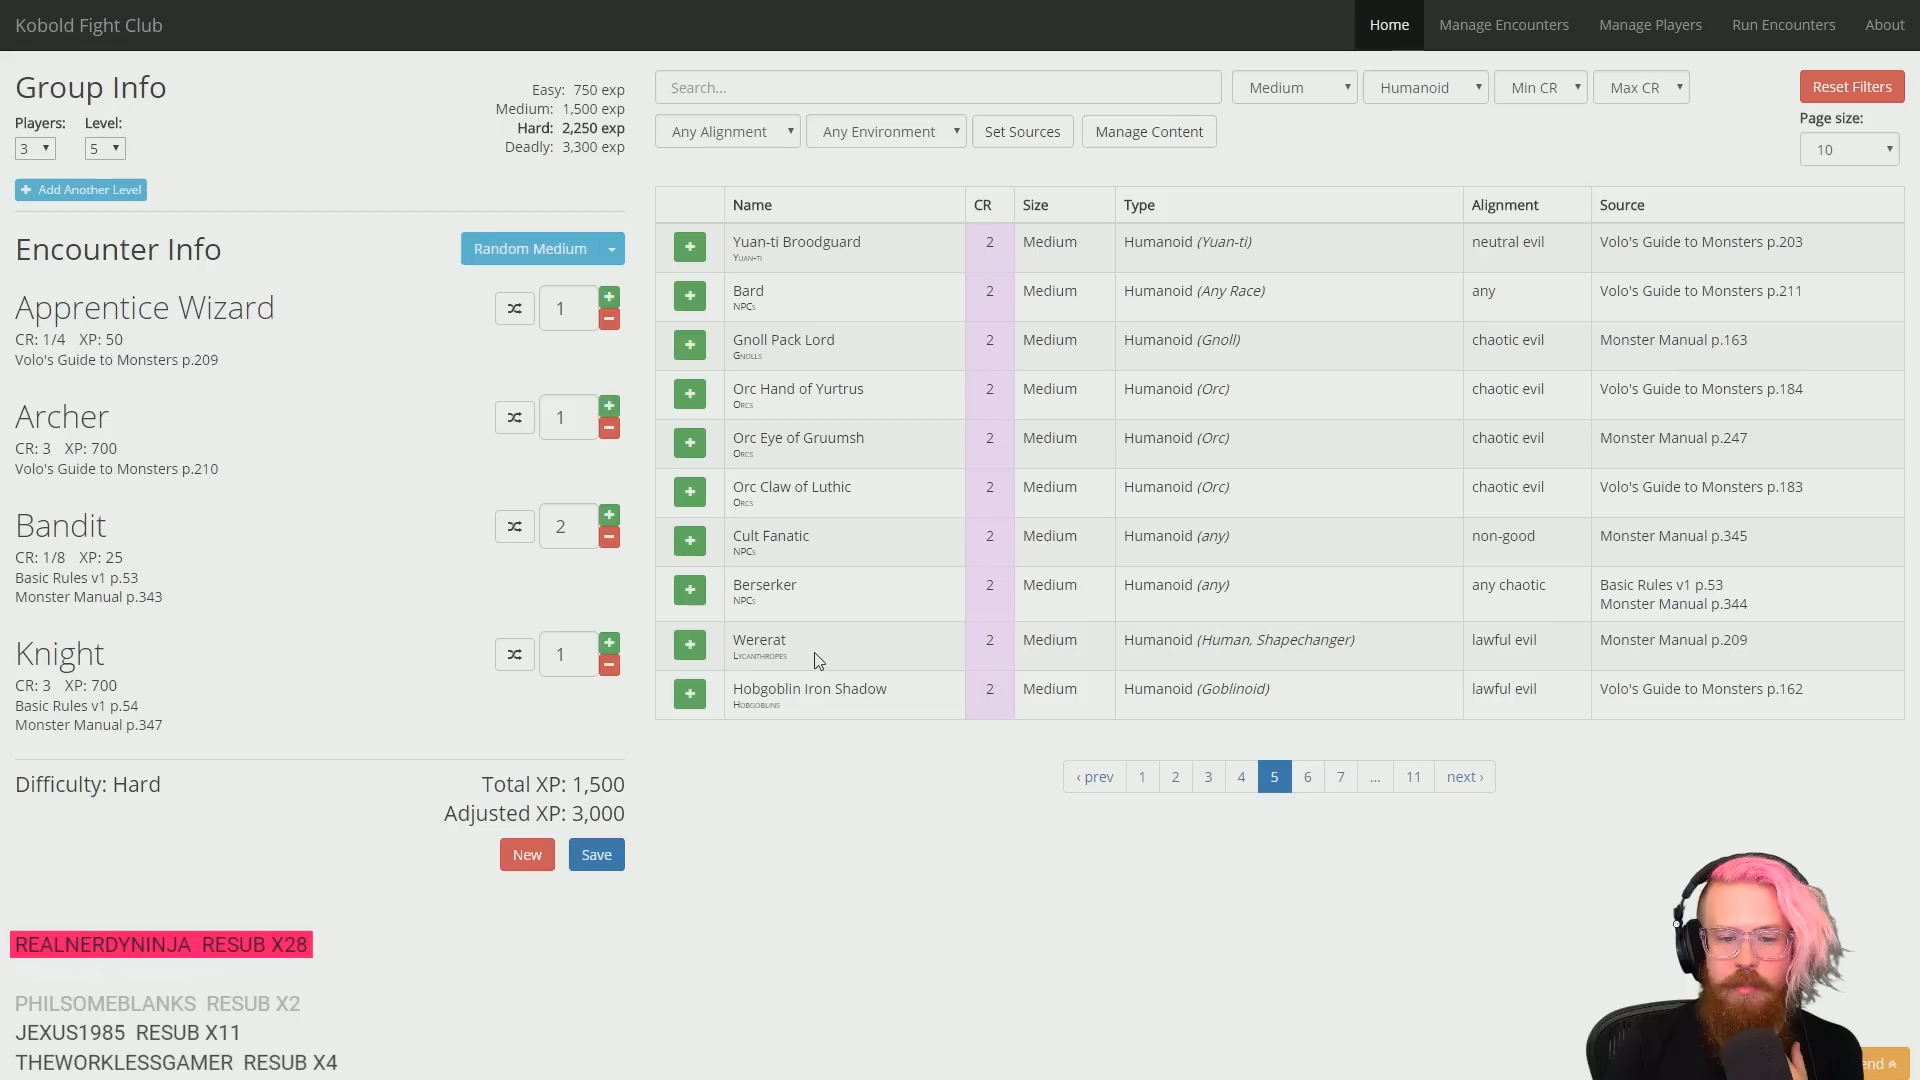 Kobold Fight Club
Home
Manage Encounters
Manage Players
Run Encounters
About
Group Info
Players:
Level:
3
5
Easy: 750 exp
Medium: 1,500 exp
Hard: 2,250 exp
Deadly: 3,300 exp
Add Another Level
Encounter Info
Random Medium
Apprentice Wizard
CR: 1/4 XP: 50
Volo's Guide to Monsters p.209
1
Archer
CR: 3 XP: 700
Volo's Guide to Monsters p.210
1
Bandit
CR: 1/8 XP: 25
Basic Rules v1 p.53
Monster Manual p.343
2
Knight
CR: 3 XP: 700
Basic Rules v1 p.54
Monster Manual p.347
1
Difficulty: Hard
Total XP: 1,500
Adjusted XP: 3,000
New
Save
REALNERDYNINJA RESUB X28
PHILSOMEBLANKS RESUB X2
JEXUS1985 RESUB X11
THEWORKLESSGAMER RESUB X4
Search...
Medium
Humanoid
Min CR
Max CR
Reset Filters
Any Alignment
Any Environment
Set Sources
Manage Content
Page size:
10
Name CR Size Type Alignment Source
Yuan-ti Broodguard 2 Medium Humanoid (Yuan-ti) neutral evil Volo's Guide to Monsters p.203
Yuan-ti
Bard 2 Medium Humanoid (Any Race) any Volo's Guide to Monsters p.211
NPCs
Gnoll Pack Lord 2 Medium Humanoid (Gnoll) chaotic evil Monster Manual p.163
Gnolls
Orc Hand of Yurtrus 2 Medium Humanoid (Orc) chaotic evil Volo's Guide to Monsters p.184
Orcs
Orc Eye of Gruumsh 2 Medium Humanoid (Orc) chaotic evil Monster Manual p.247
Orcs
Orc Claw of Luthic 2 Medium Humanoid (Orc) chaotic evil Volo's Guide to Monsters p.183
Orcs
Cult Fanatic 2 Medium Humanoid (any) non-good Monster Manual p.345
NPCs
Berserker 2 Medium Humanoid (any) any chaotic Basic Rules v1 p.53
NPCs Monster Manual p.344
Wererat 2 Medium Humanoid (Human, Shapechanger) lawful evil Monster Manual p.209
Lycanthropes
Hobgoblin Iron Shadow 2 Medium Humanoid (Goblinoid) lawful evil Volo's Guide to Monsters p.162
Hobgoblins
‹ prev 1 2 3 4 5 6 7 ... 11 next ›